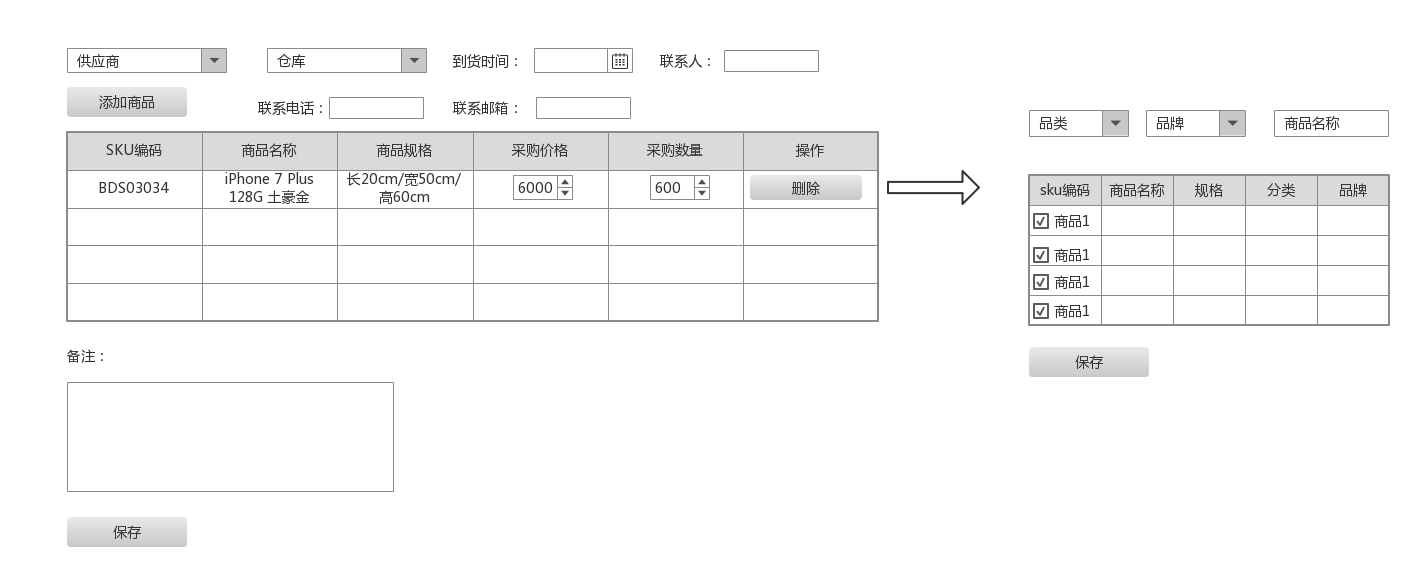 供应商 仓库 到货时间： 联系人：
添加商品 联系电话： 联系邮箱：
SKU编码 商品名称 商品规格 采购价格 采购数量 操作
BDS03034 iPhone 7 Plus 长20cm/宽50cm/ 6000 600 删除
128G 土豪金 高60cm
备注：
保存
品类 品牌 商品名称
sku编码 商品名称 规格 分类 品牌
商品1
商品1
商品1
商品1
保存